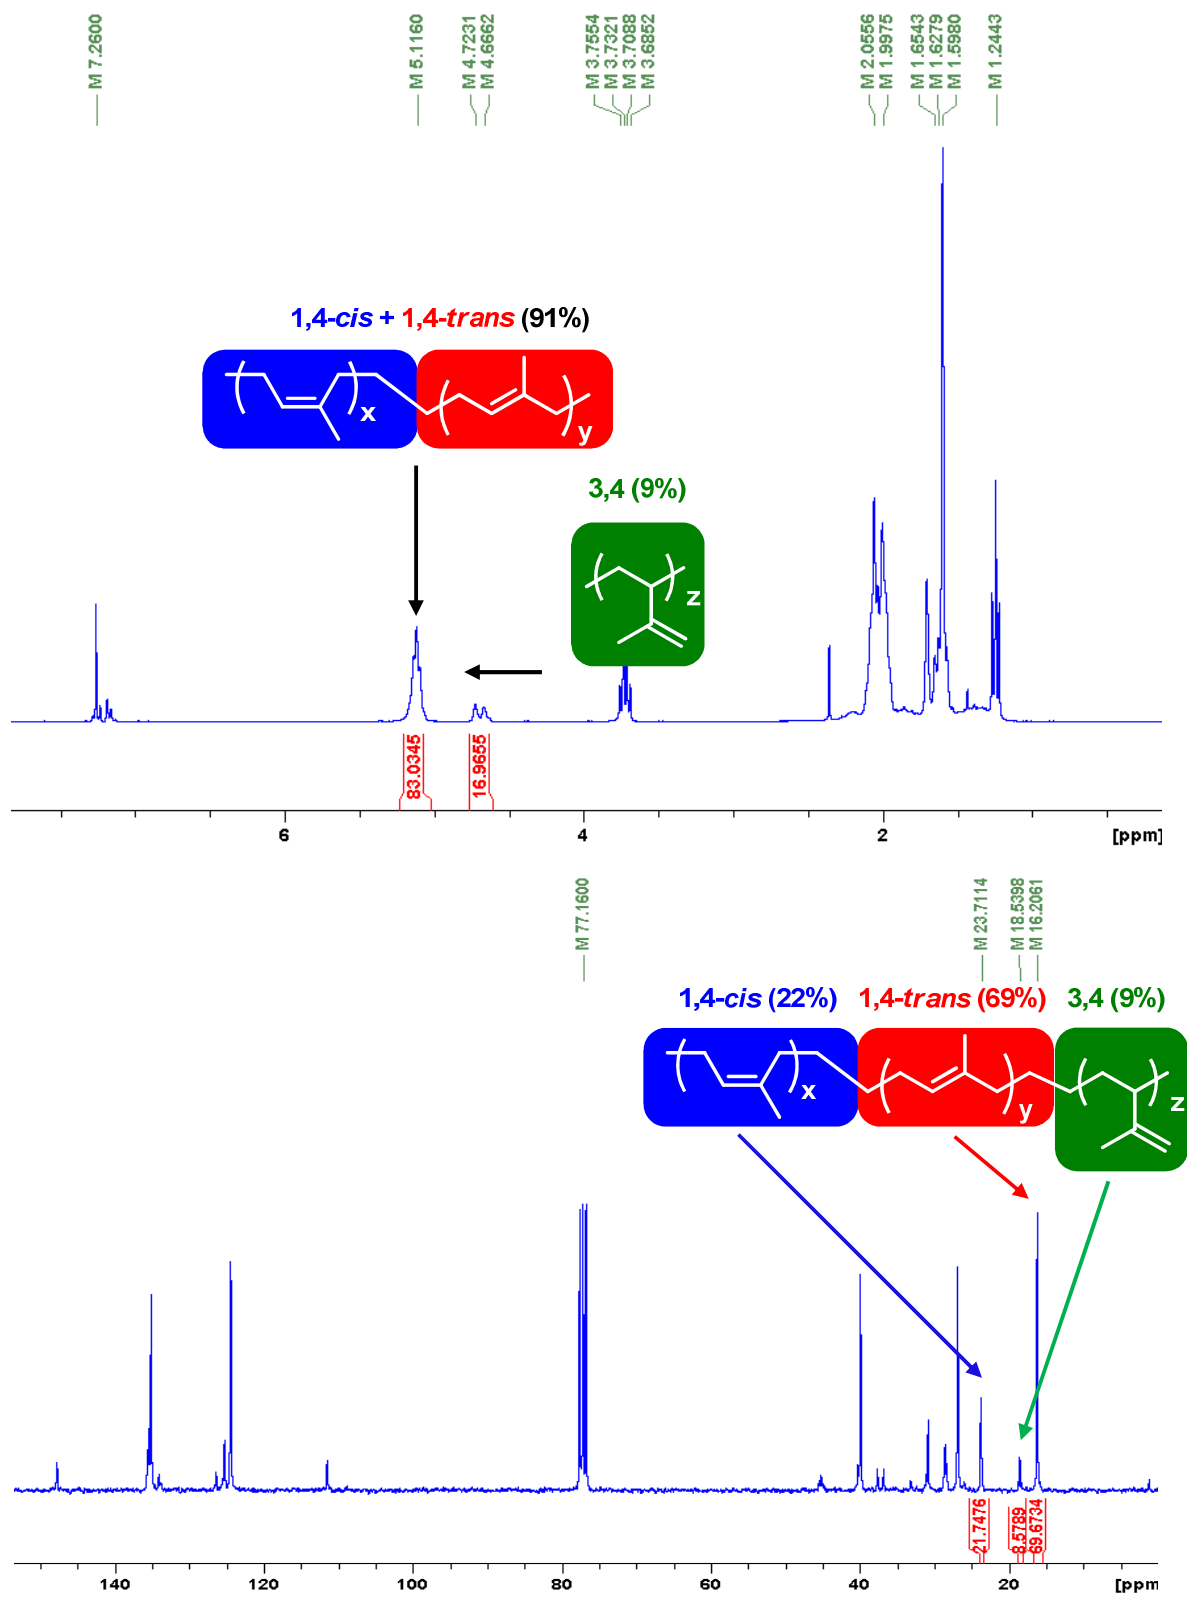 M 7.2600
M 5.1160
M 4.7231
M 4.6662
M 3.7554
M 3.7321
M 3.7088
M 3.6852
M 2.0556
M 1.9975
M 1.6543
M 1.6279
M 1.5980
M 1.2443
1,4-cis + 1,4-trans (91%)
x
y
3,4 (9%)
z
83.0345
16.9655
6
4
2
[ppm]
M 77.1600
M 23.7114
M 18.5398
M 16.2061
1,4-cis (22%)
1,4-trans (69%)
3,4 (9%)
x
y
z
21.7476
8.5789
69.6734
140
120
100
80
60
40
20
[ppm